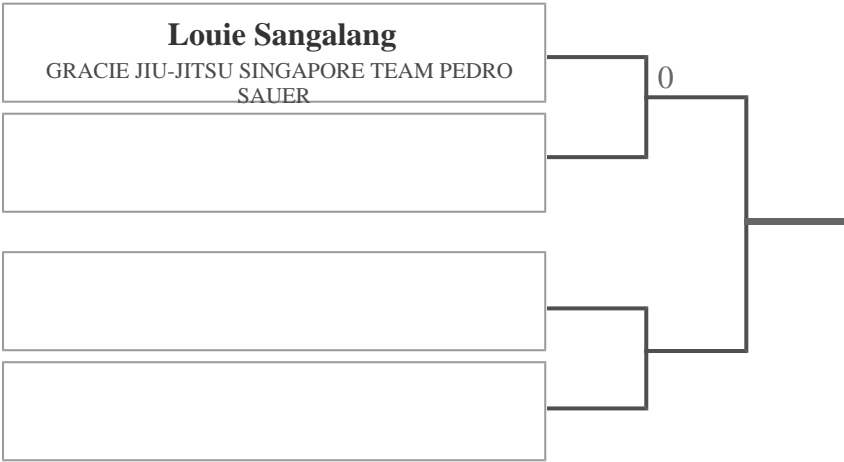 Louie Sangalang
GRACIE JIU-JITSU SINGAPORE TEAM PEDRO
SAUER
0